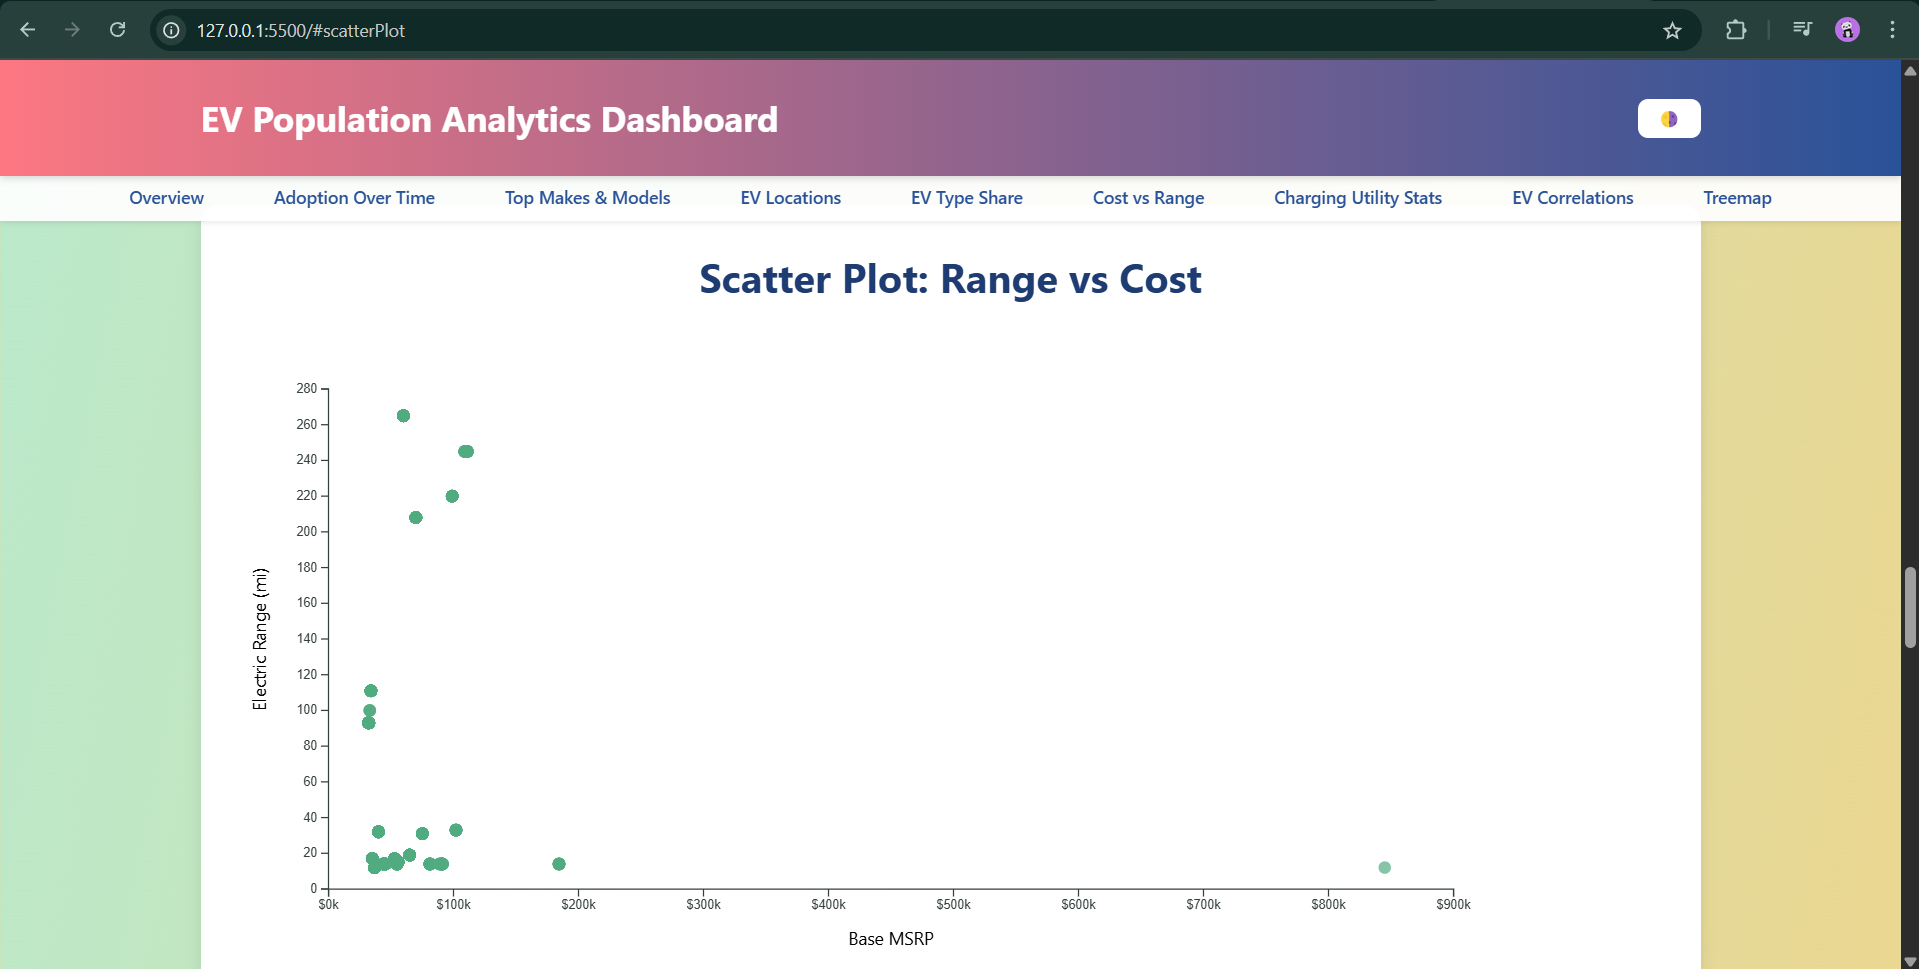 127.0.0.1:5500/#scatterPlot
EV Population Analytics Dashboard
Overview Adoption Over Time Top Makes & Models EV Locations EV Type Share Cost vs Range Charging Utility Stats EV Correlations Treemap
Scatter Plot: Range vs Cost
280
260
240
220
200
180
160
140
120
100
80
60
40
20
0
Electric Range (mi)
$0k $100k $200k $300k $400k $500k $600k $700k $800k $900k
Base MSRP